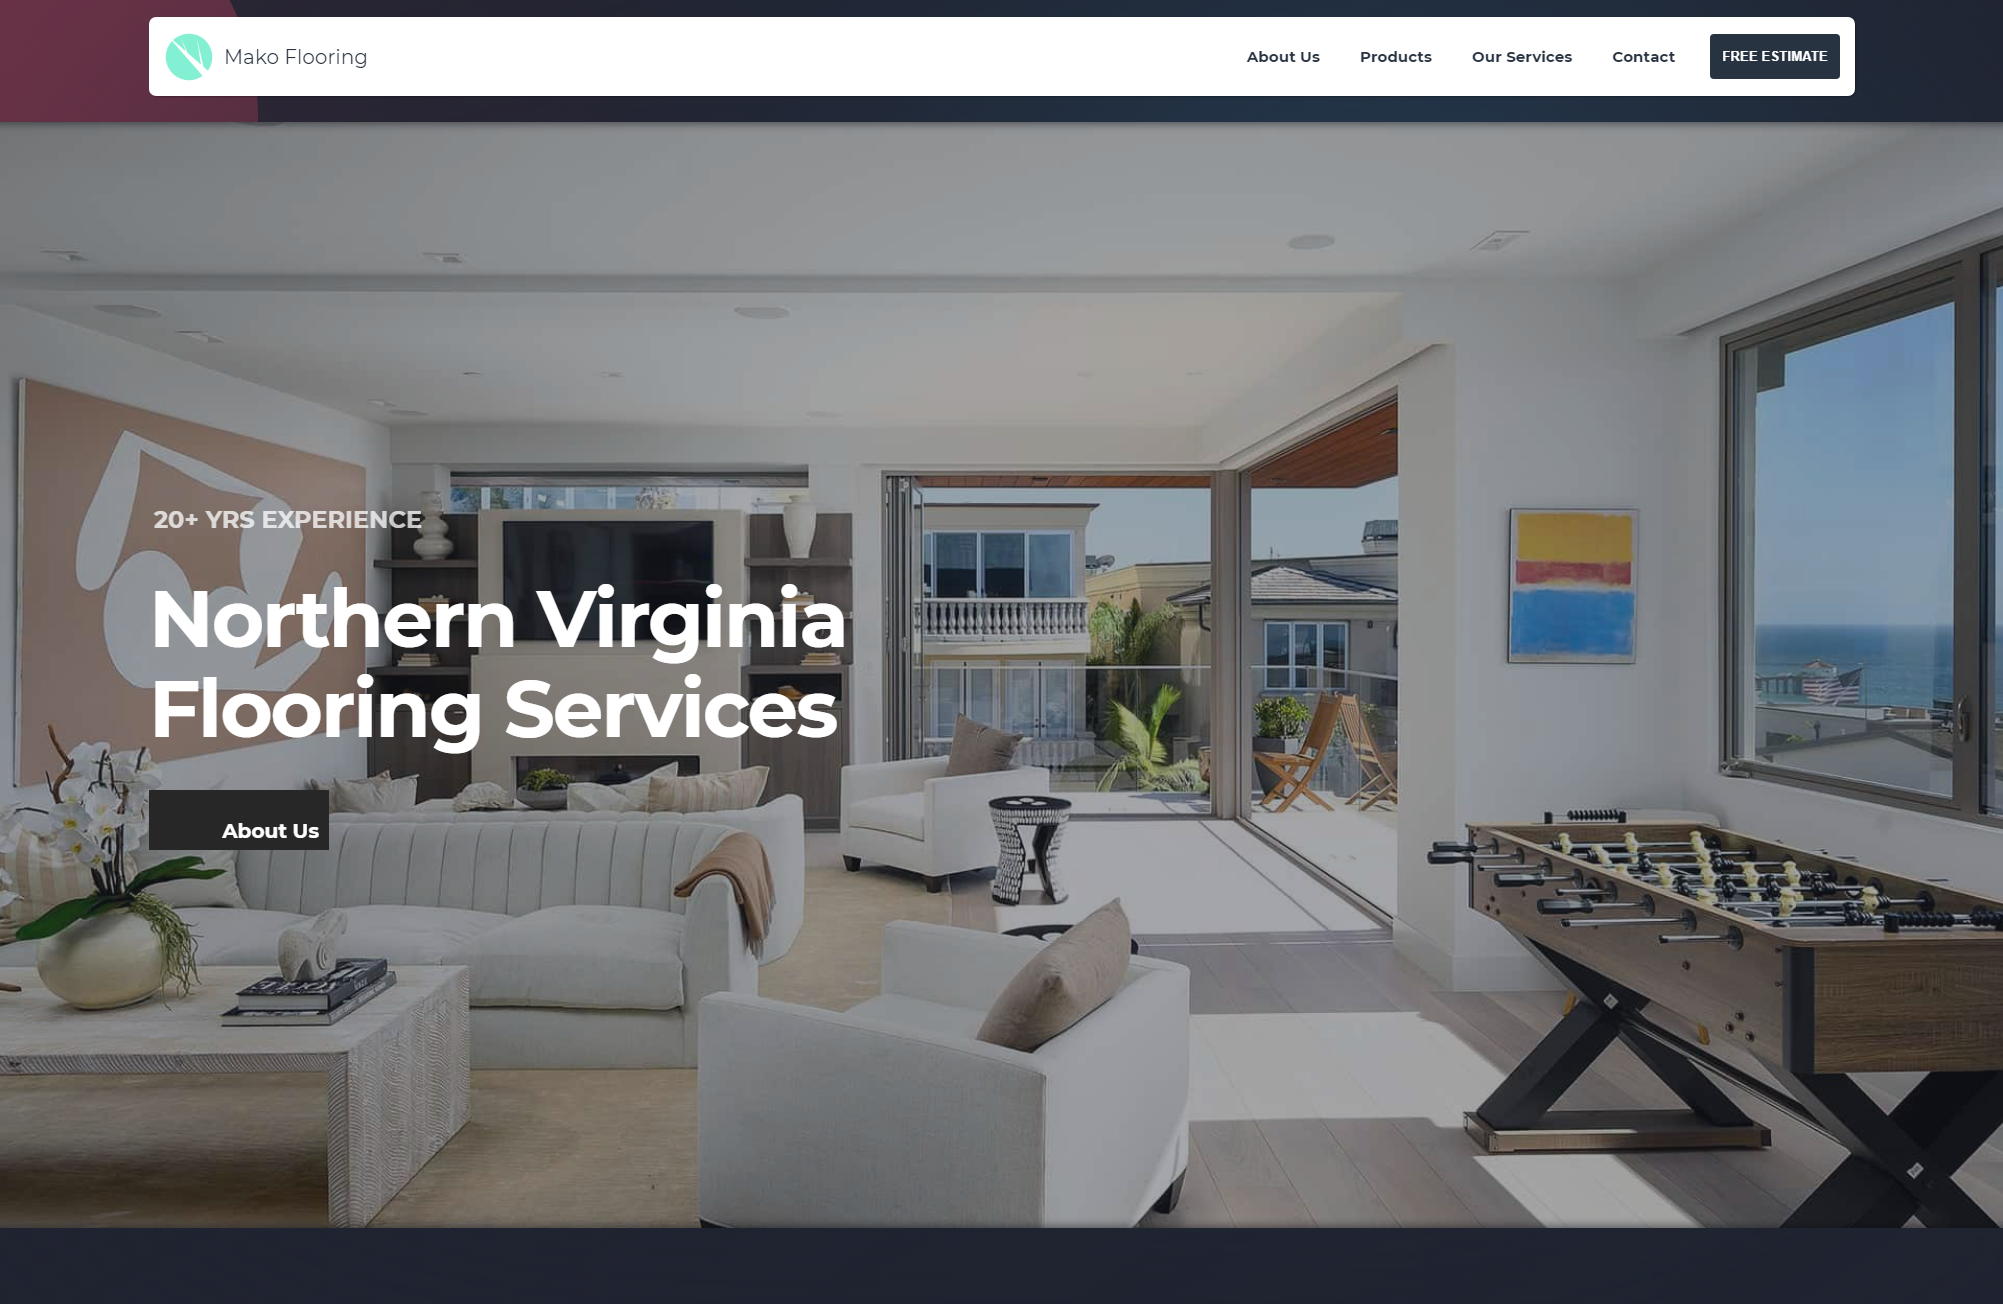 Mako Flooring
About Us
Products
Our Services
Contact
FREE ESTIMATE
20+ YRS EXPERIENCE
Northern Virginia
Flooring Services
About Us